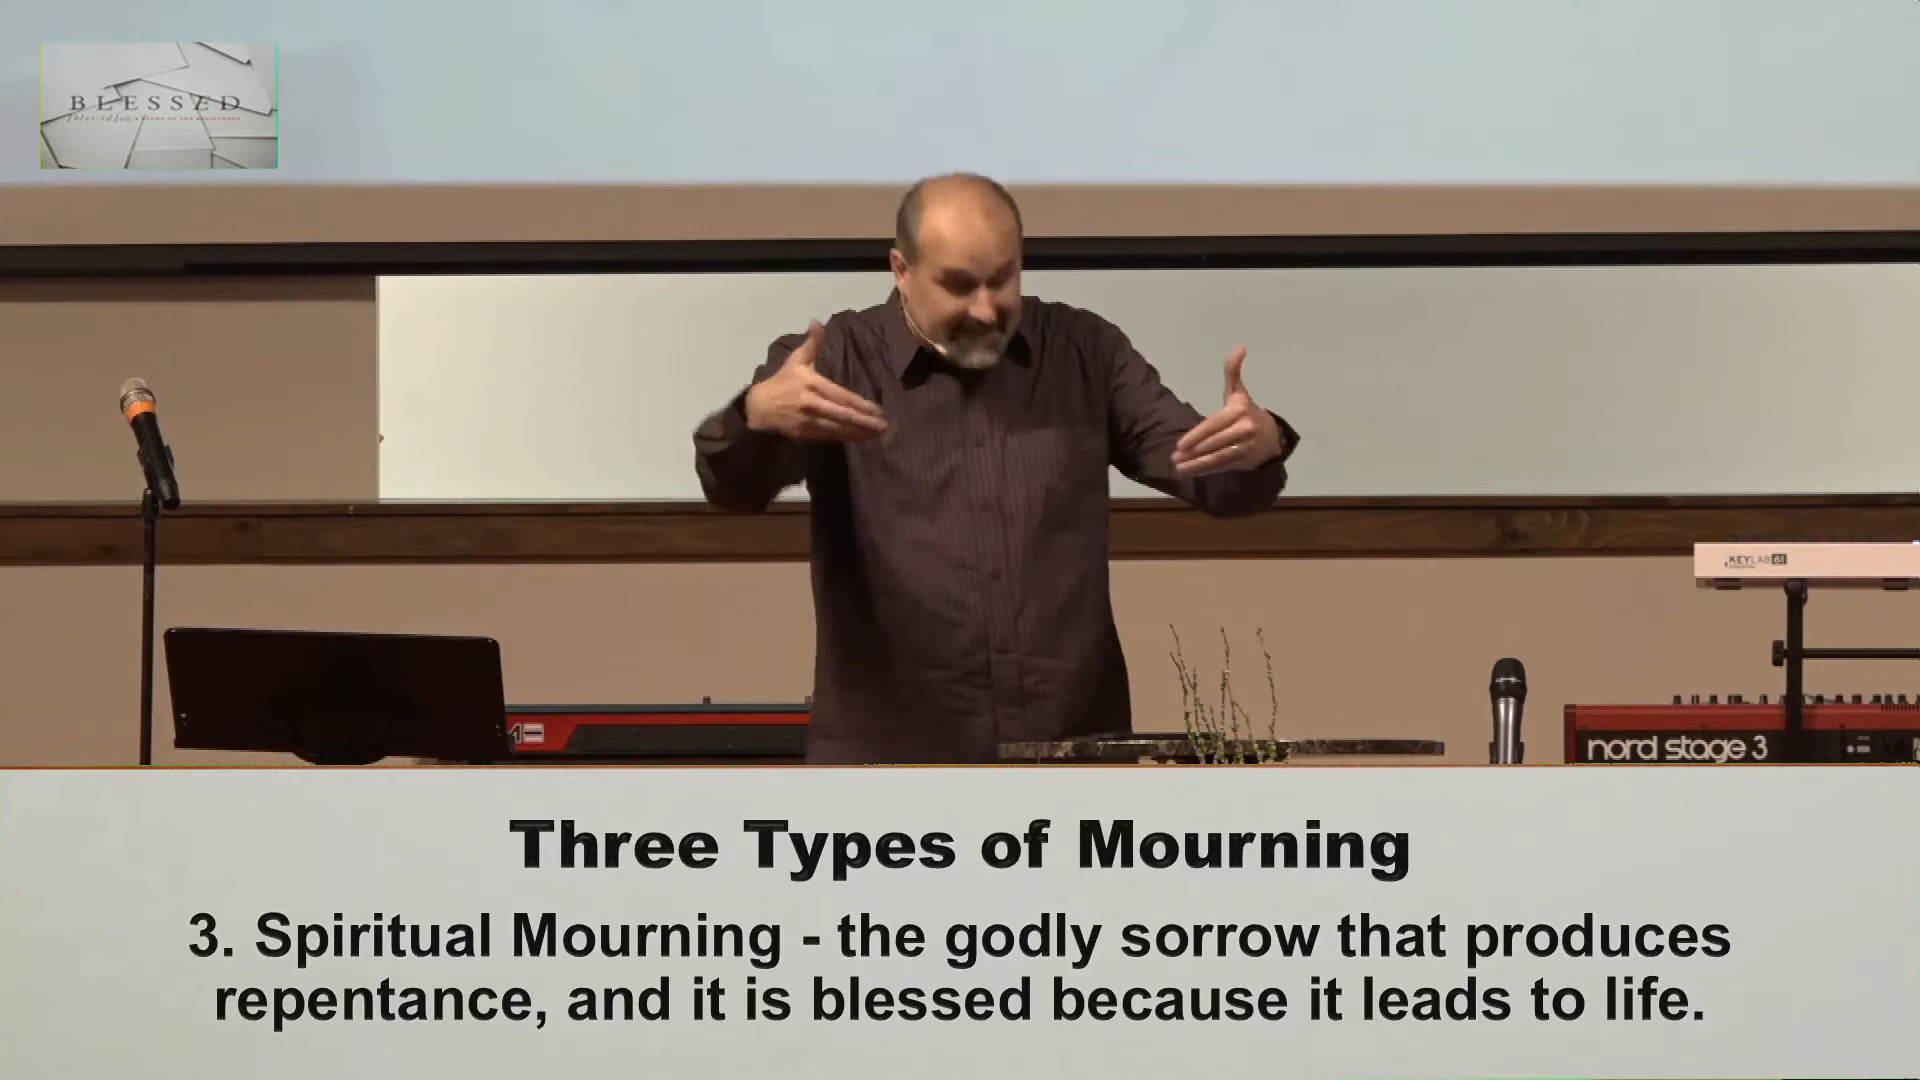 BLESSED
KEYLAB 61
nord stage 3
Three Types of Mourning
3. Spiritual Mourning - the godly sorrow that produces
repentance, and it is blessed because it leads to life.